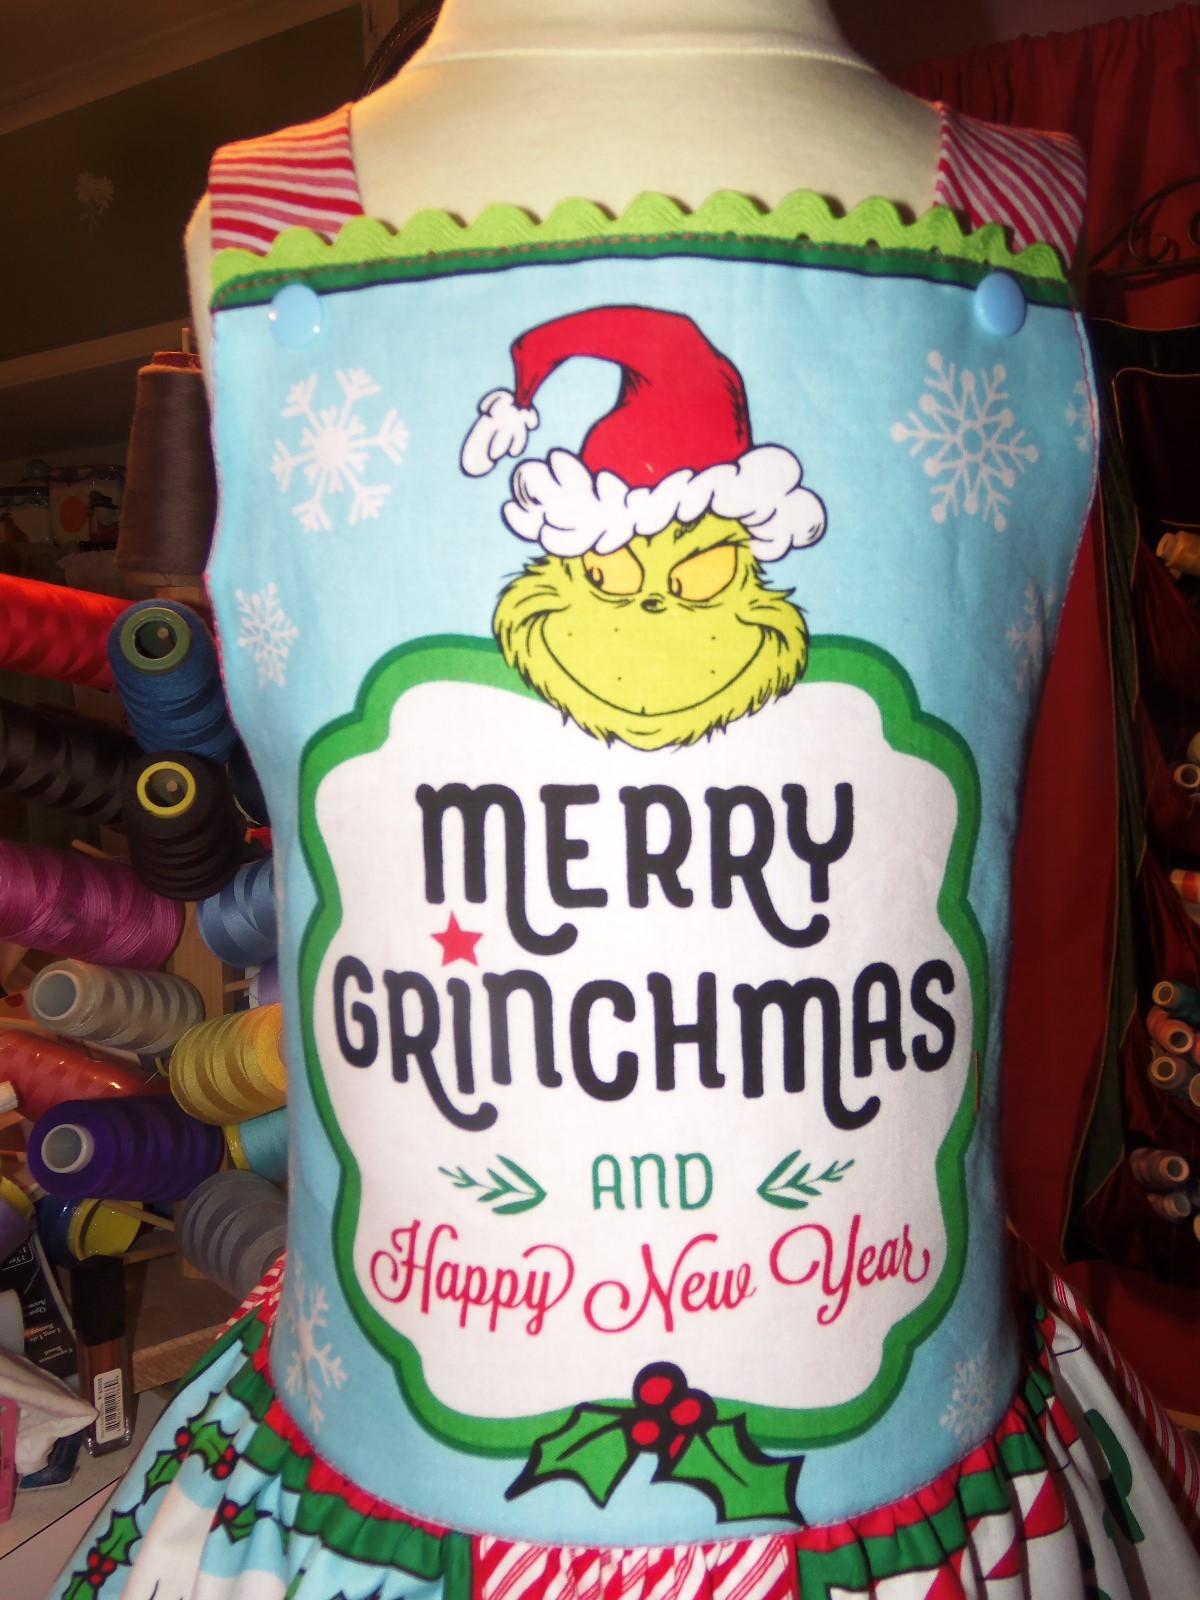 MERRY
GRINCHMAS
AND
Happy New Year